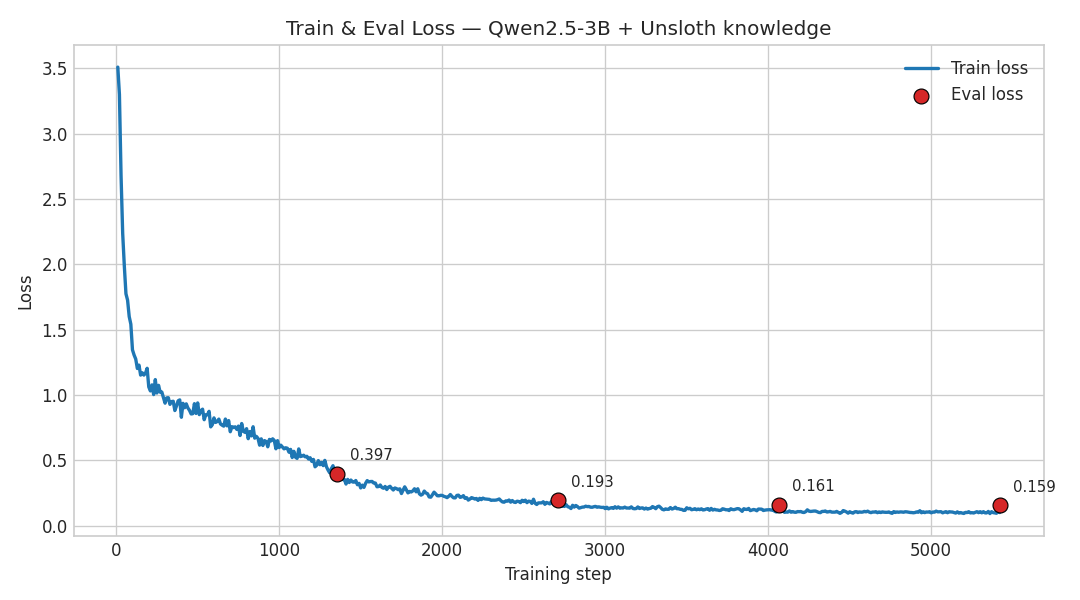 Train & Eval Loss — Qwen2.5-3B + Unsloth knowledge
Train loss
Eval loss
Loss
3.5
3.0
2.5
2.0
1.5
1.0
0.5
0.0
0.397
0.193
0.161
0.159
0 1000 2000 3000 4000 5000
Training step